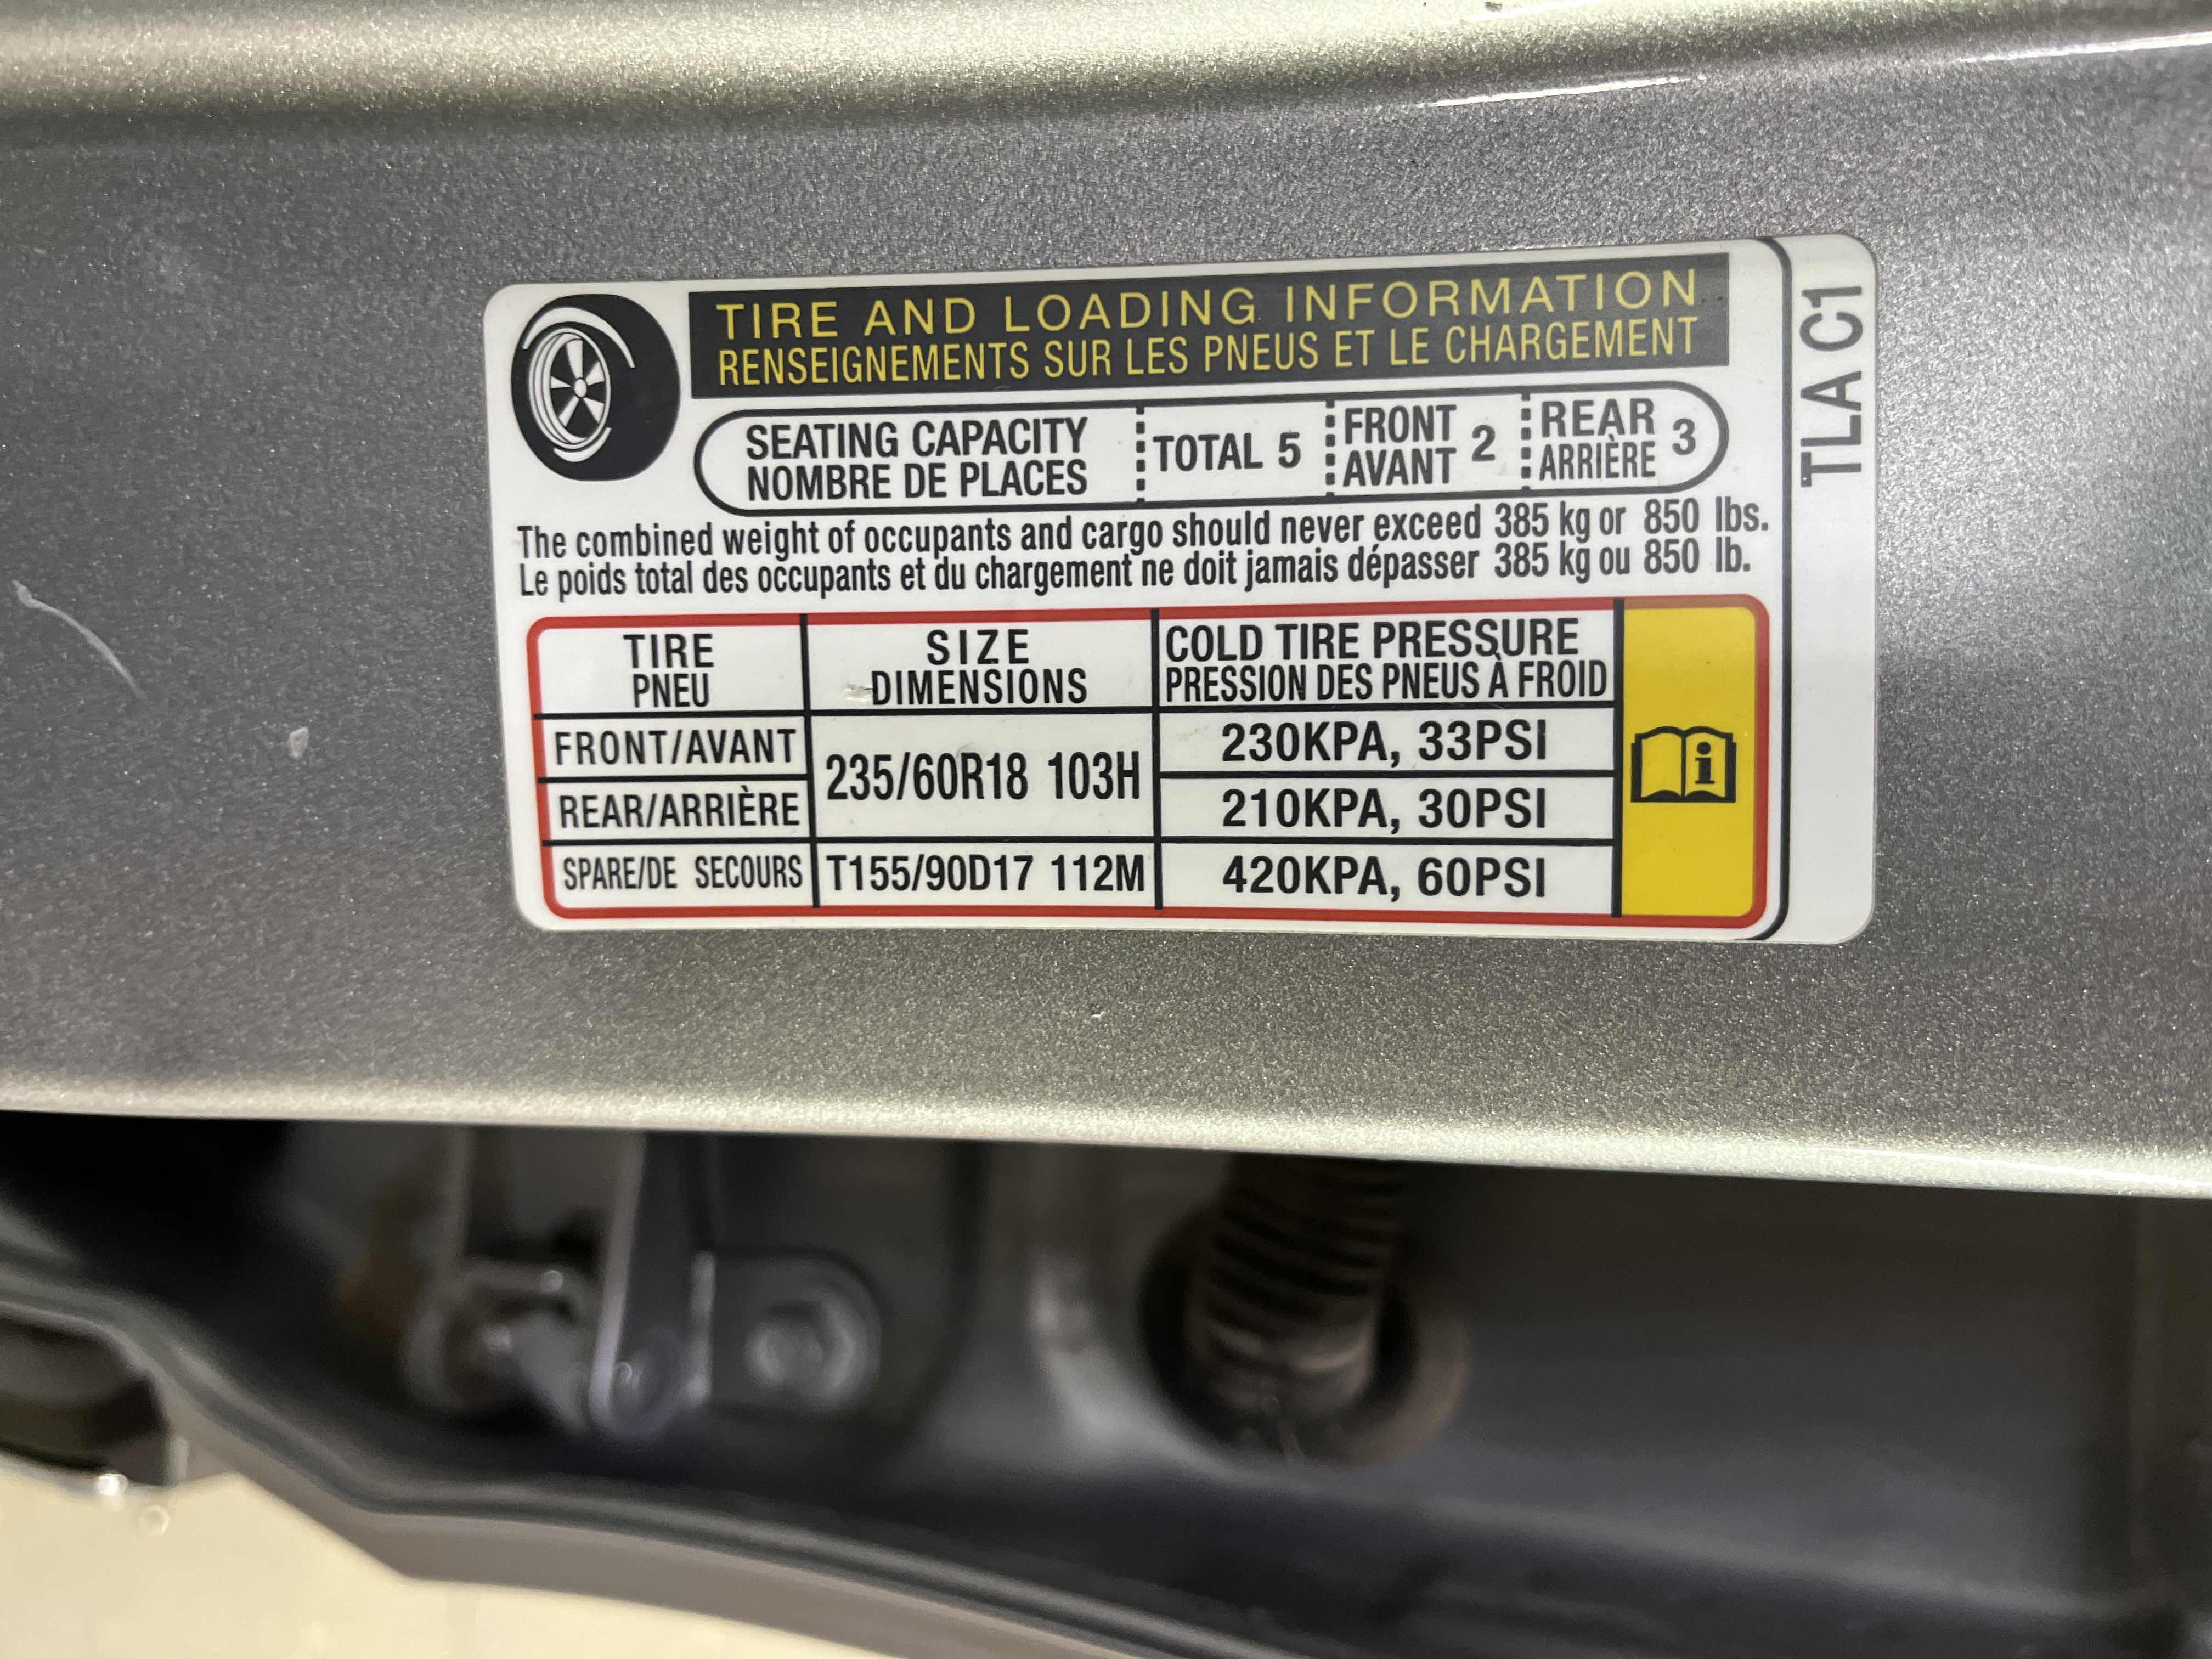 TIRE AND LOADING INFORMATION
RENSEIGNEMENTS SUR LES PNEUS ET LE CHARGEMENT
SEATING CAPACITY TOTAL 5 FRONT 2 REAR 3
NOMBRE DE PLACES AVANT ARRIÈRE
The combined weight of occupants and cargo should never exceed 385 kg or 850 lbs.
Le poids total des occupants et du chargement ne doit jamais dépasser 385 kg ou 850 lb.
TIRE SIZE COLD TIRE PRESSURE
PNEU DIMENSIONS PRESSION DES PNEUS À FROID
FRONT/AVANT 235/60R18 103H 230KPA, 33PSI
REAR/ARRIÈRE 210KPA, 30PSI
SPARE/DE SECOURS T155/90D17 112M 420KPA, 60PSI
TLA C1